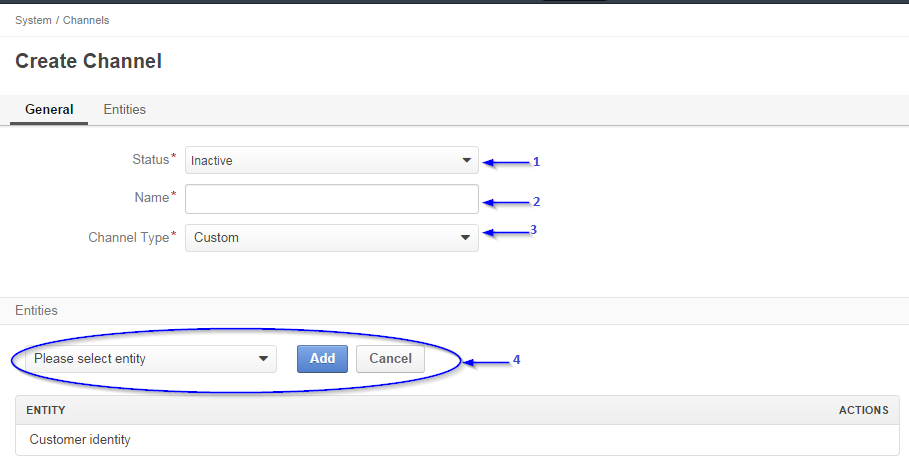 System / Channels
Create Channel
General Entities
Status* Inactive 1
Name* 2
Channel Type* Custom 3
Entities
Please select entity Add Cancel 4
ENTITY ACTIONS
Customer identity